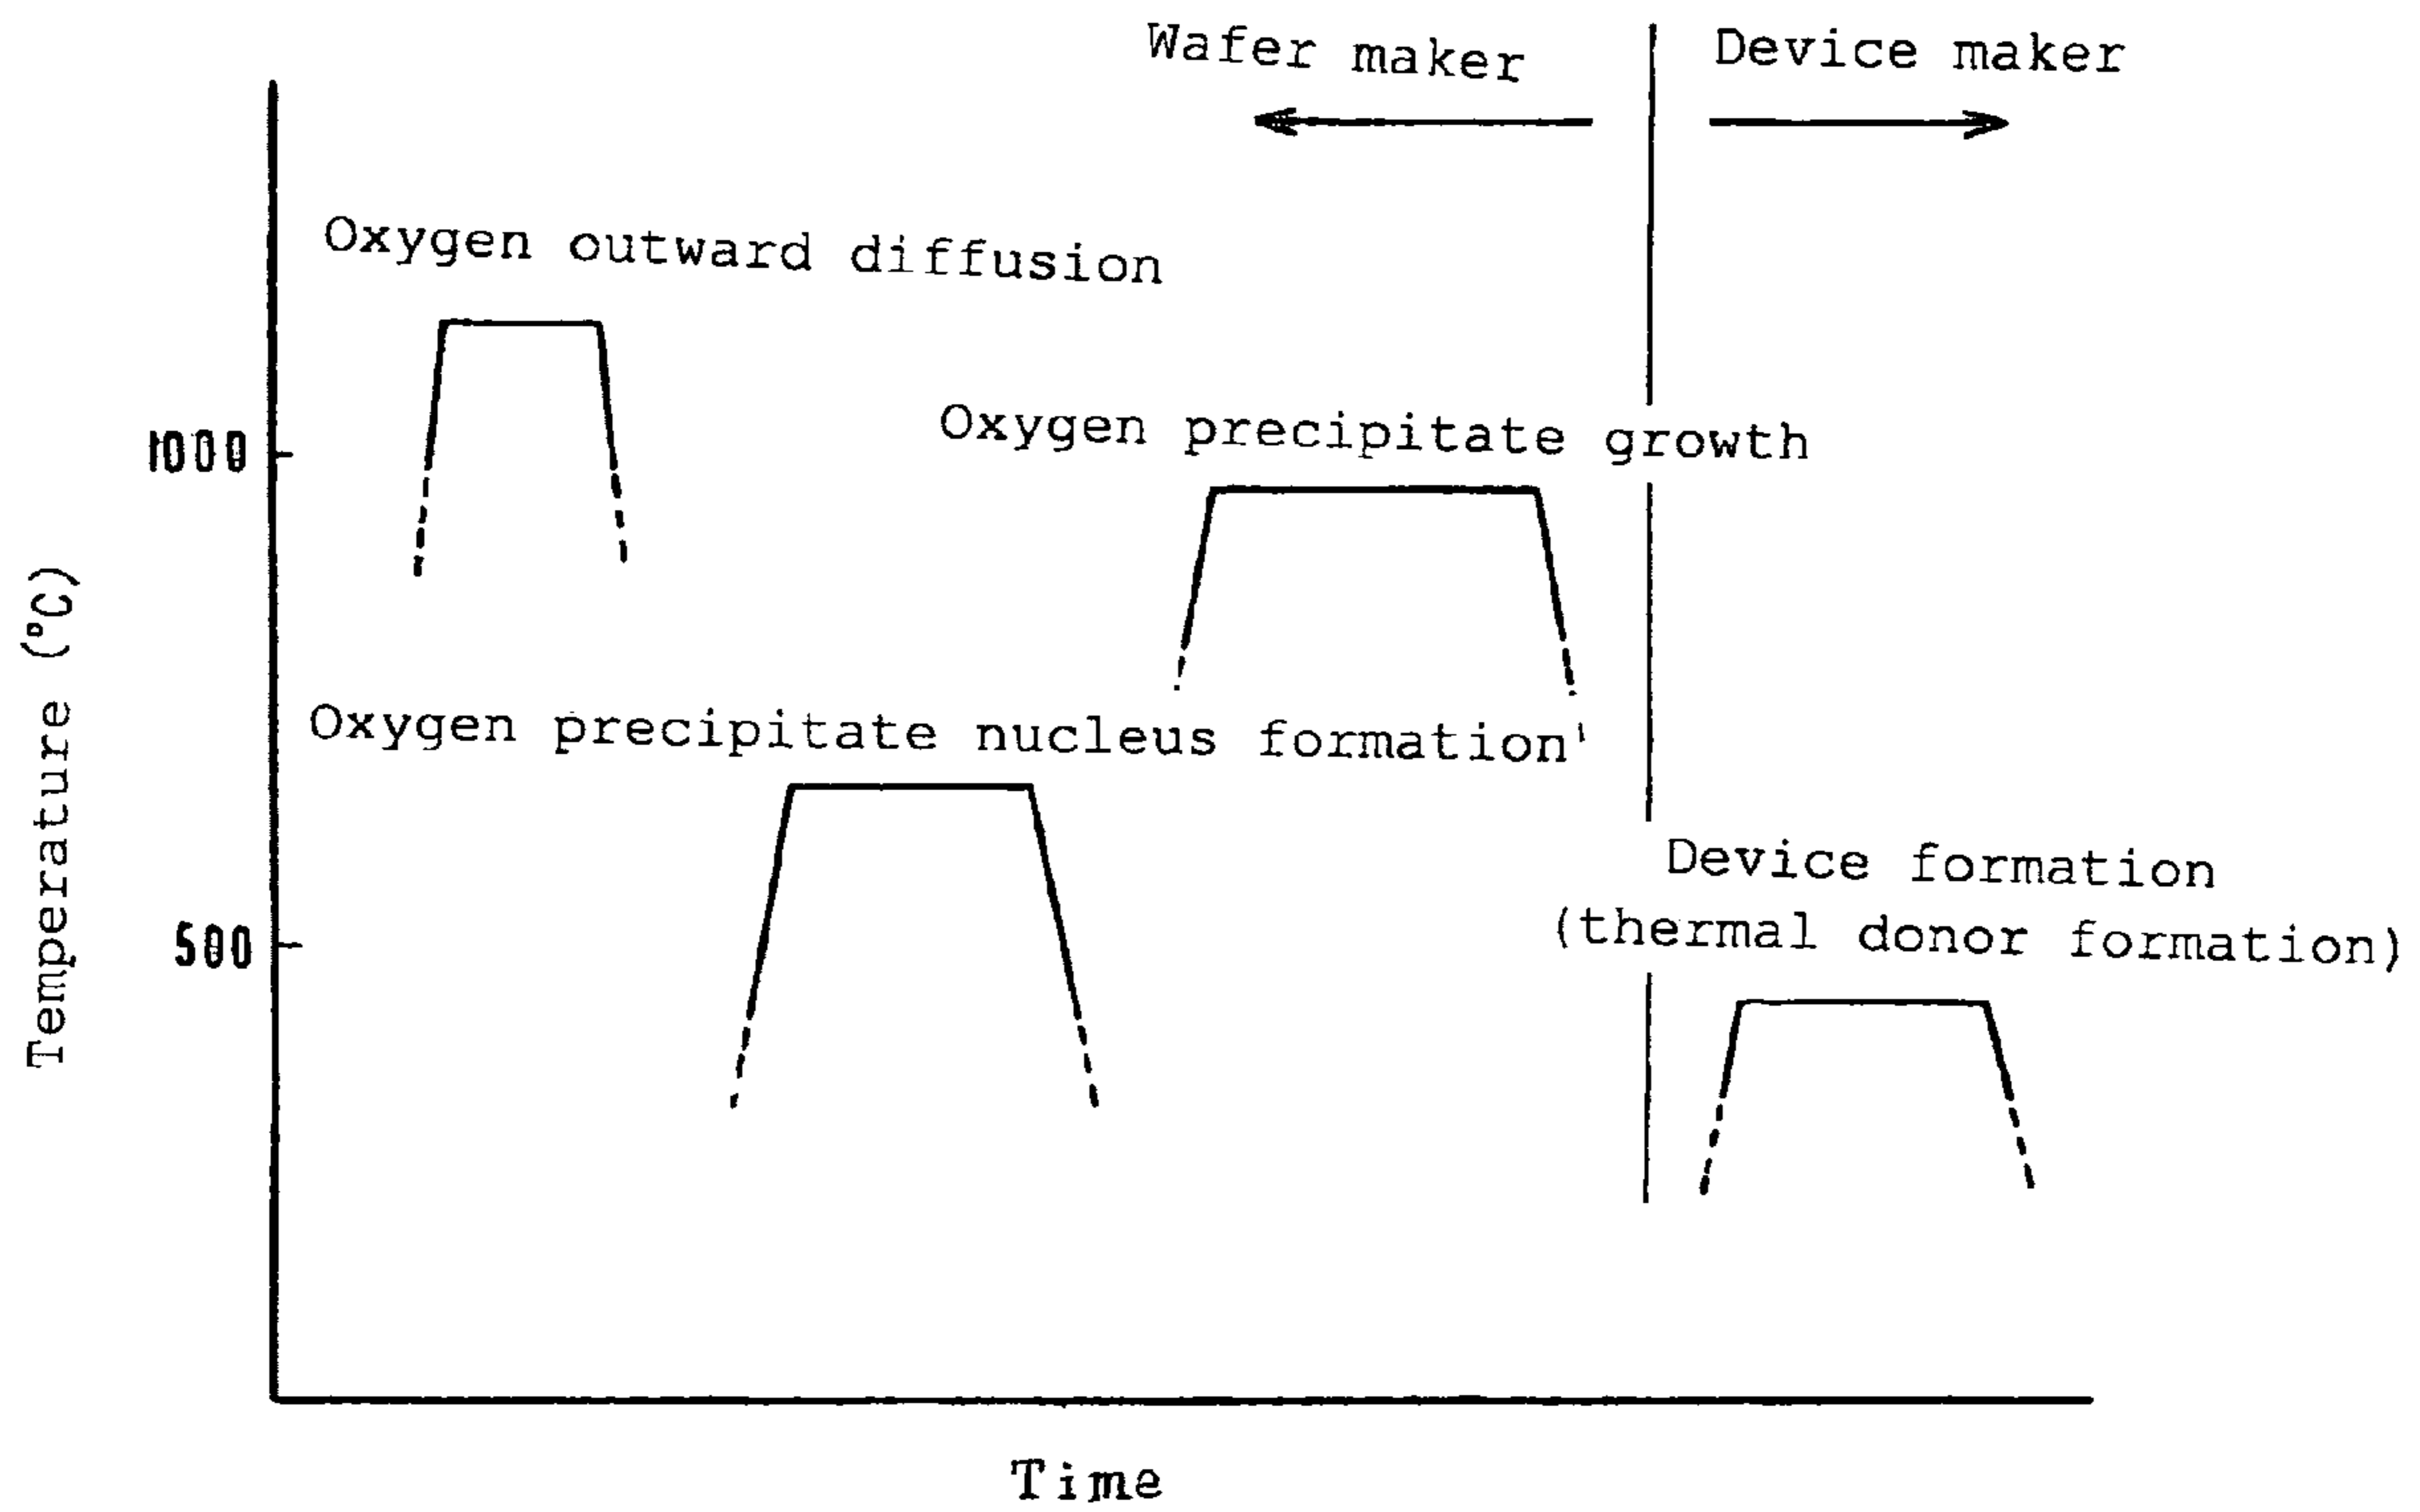 Wafer maker
Device maker
Oxygen outward diffusion
1000
Oxygen precipitate growth
Temperature (°C)
Oxygen precipitate nucleus formation
Device formation
(thermal donor formation)
500
Time